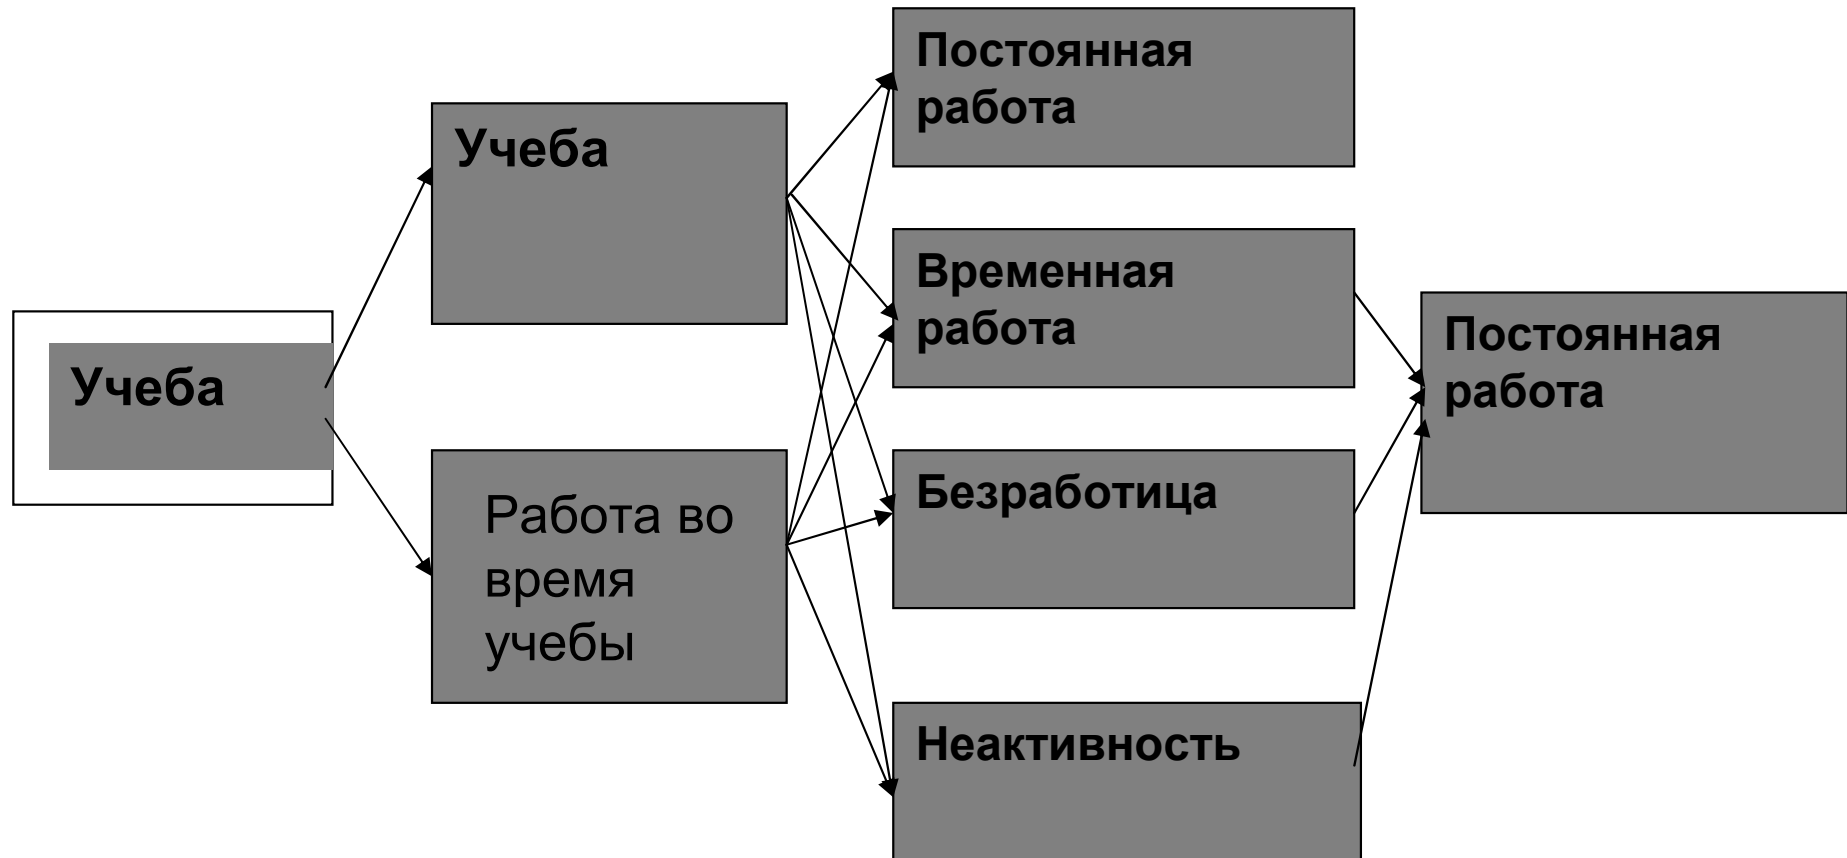 Учеба
Учеба
Работа во
время
учебы
Постоянная
работа
Временная
работа
Безработица
Неактивность
Постоянная
работа